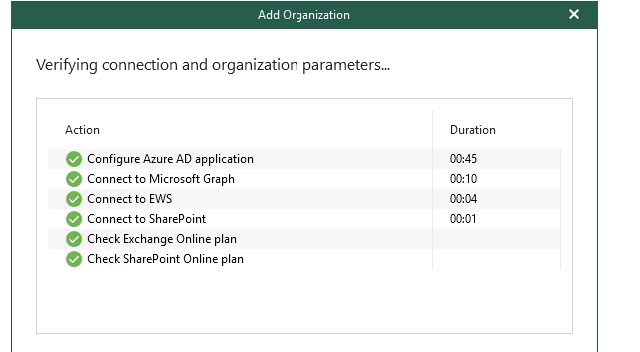 Add Organization
Verifying connection and organization parameters...
Action Duration
Configure Azure AD application 00:45
Connect to Microsoft Graph 00:10
Connect to EWS 00:04
Connect to SharePoint 00:01
Check Exchange Online plan
Check SharePoint Online plan